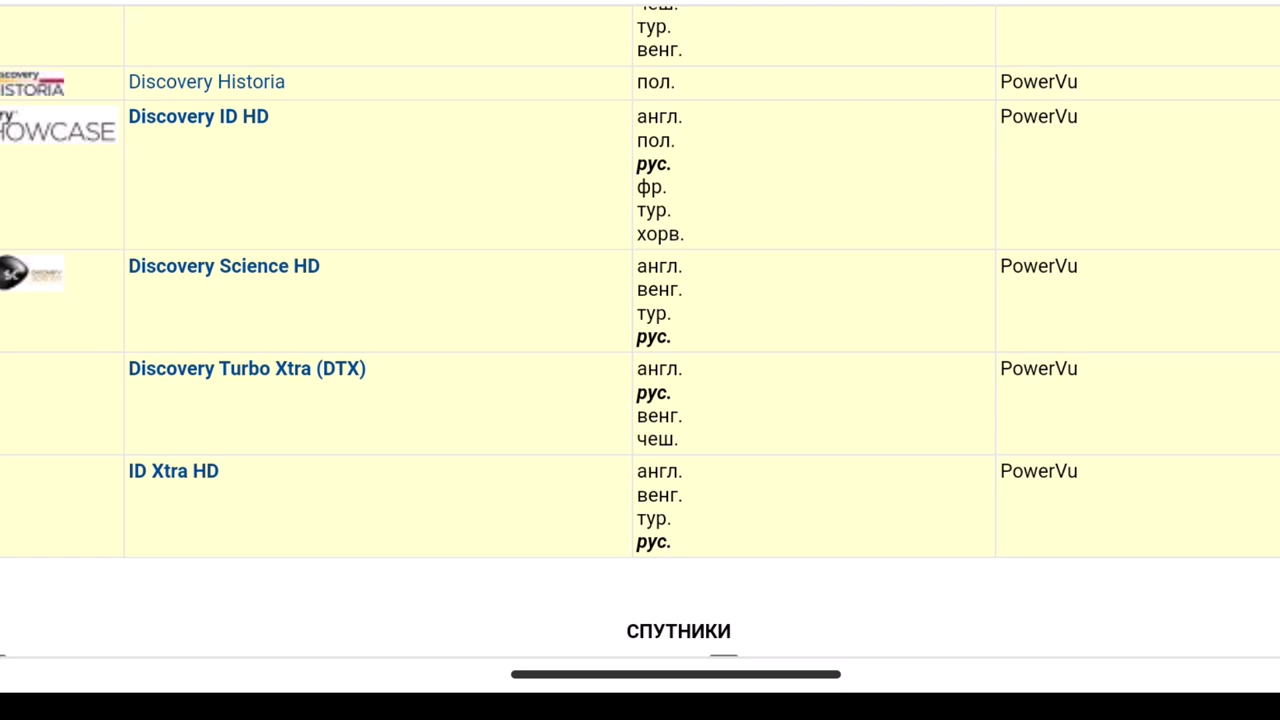 тур.
венг.
Discovery Historia пол. PowerVu
HOWCASE
Discovery ID HD англ. PowerVu
пол.
рус.
фр.
тур.
хорв.
SC
Discovery Science HD англ. PowerVu
венг.
тур.
рус.
Discovery Turbo Xtra (DTX) англ. PowerVu
рус.
венг.
чеш.
ID Xtra HD англ. PowerVu
венг.
тур.
рус.
СПУТНИКИ